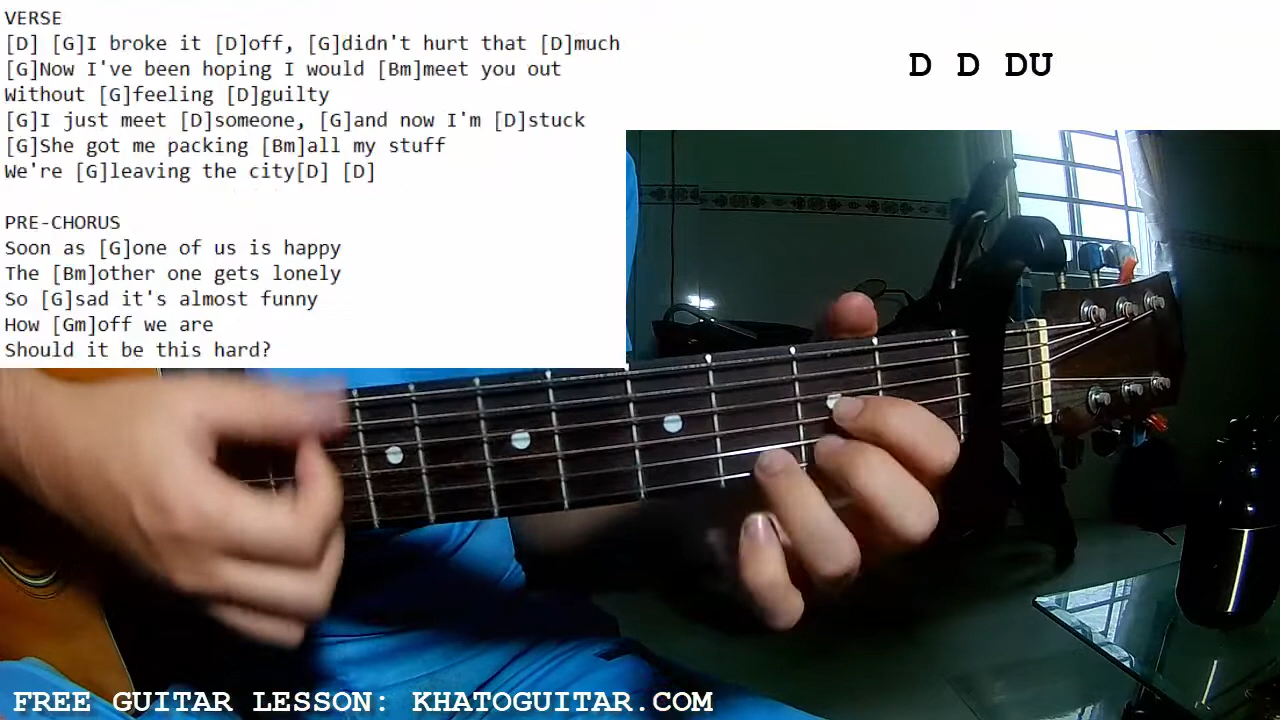 VERSE
[D] [G]I broke it [D]off, [G]didn't hurt that [D]much
[G]Now I've been hoping I would [Bm]meet you out
Without [G]feeling [D]guilty
[G]I just meet [D]someone, [G]and now I'm [D]stuck
[G]She got me packing [Bm]all my stuff
We're [G]leaving the city[D] [D]
PRE-CHORUS
Soon as [G]one of us is happy
The [Bm]other one gets lonely
So [G]sad it's almost funny
How [Gm]off we are
Should it be this hard?
D D DU
FREE GUITAR LESSON: KHATOGUITAR.COM